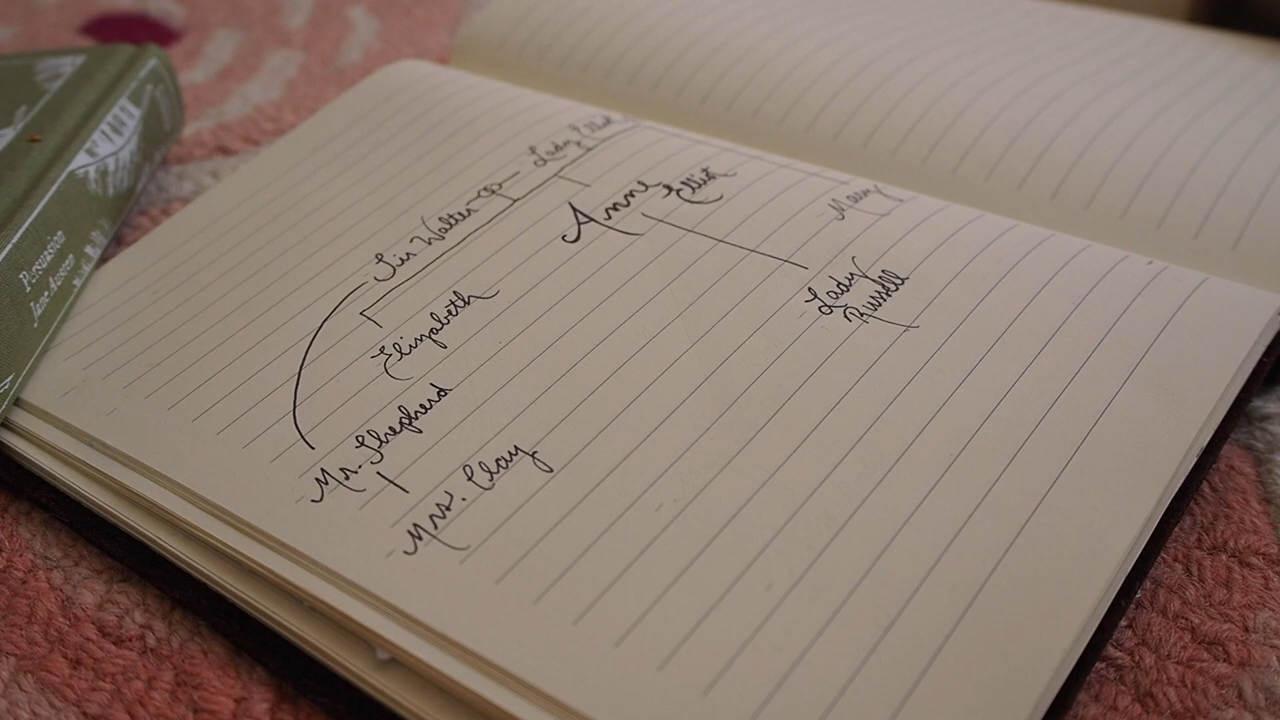 Persuasion
Jane Austen
Sir Walter Lady Elliot
Elizabeth Anne Elliot Mary
Lady
Russell
Mr. Shepherd
Mrs. Clay